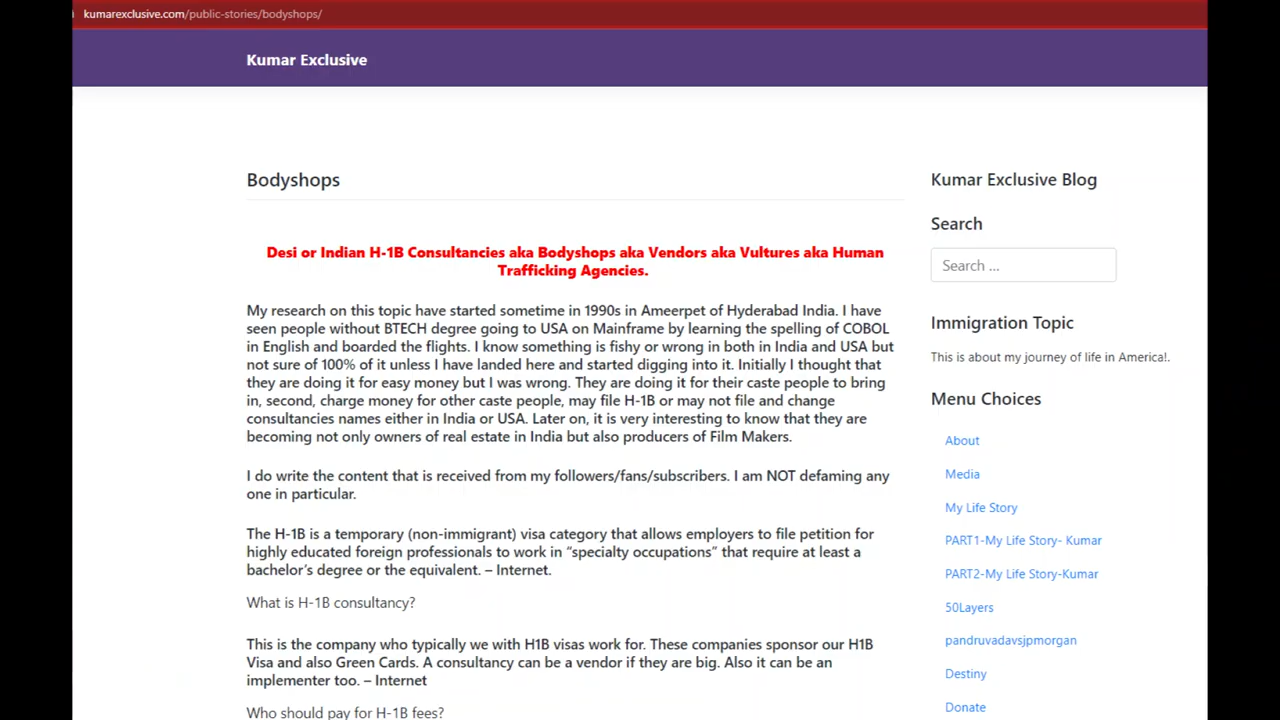 kumarexclusive.com/public-stories/bodyshops/
Kumar Exclusive
Bodyshops
Desi or Indian H-1B Consultancies aka Bodyshops aka Vendors aka Vultures aka Human
Trafficking Agencies.
My research on this topic have started sometime in 1990s in Ameerpet of Hyderabad India. I have
seen people without BTECH degree going to USA on Mainframe by learning the spelling of COBOL
in English and boarded the flights. I know something is fishy or wrong in both in India and USA but
not sure of 100% of it unless I have landed here and started digging into it. Initially I thought that
they are doing it for easy money but I was wrong. They are doing it for their caste people to bring
in, second, charge money for other caste people, may file H-1B or may not file and change
consultancies names either in India or USA. Later on, it is very interesting to know that they are
becoming not only owners of real estate in India but also producers of Film Makers.
I do write the content that is received from my followers/fans/subscribers. I am NOT defaming any
one in particular.
The H-1B is a temporary (non-immigrant) visa category that allows employers to file petition for
highly educated foreign professionals to work in “specialty occupations” that require at least a
bachelor’s degree or the equivalent. – Internet.
What is H-1B consultancy?
This is the company who typically we with H1B visas work for. These companies sponsor our H1B
Visa and also Green Cards. A consultancy can be a vendor if they are big. Also it can be an
implementer too. – Internet
Who should pay for H-1B fees?
Kumar Exclusive Blog
Search
Search …
Immigration Topic
This is about my journey of life in America!.
Menu Choices
About
Media
My Life Story
PART1-My Life Story- Kumar
PART2-My Life Story-Kumar
50Layers
pandruvadavsjpmorgan
Destiny
Donate